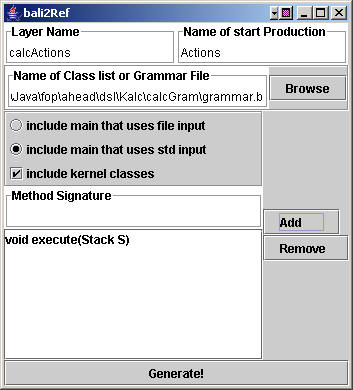 bali2Ref
Layer Name
Name of start Production
calcActions
Actions
Name of Class list or Grammar File
\Java\fop\ahead\dsl\Kalc\calcGram\grammar.b
Browse
include main that uses file input
include main that uses std input
include kernel classes
Method Signature
Add
void execute(Stack S)
Remove
Generate!